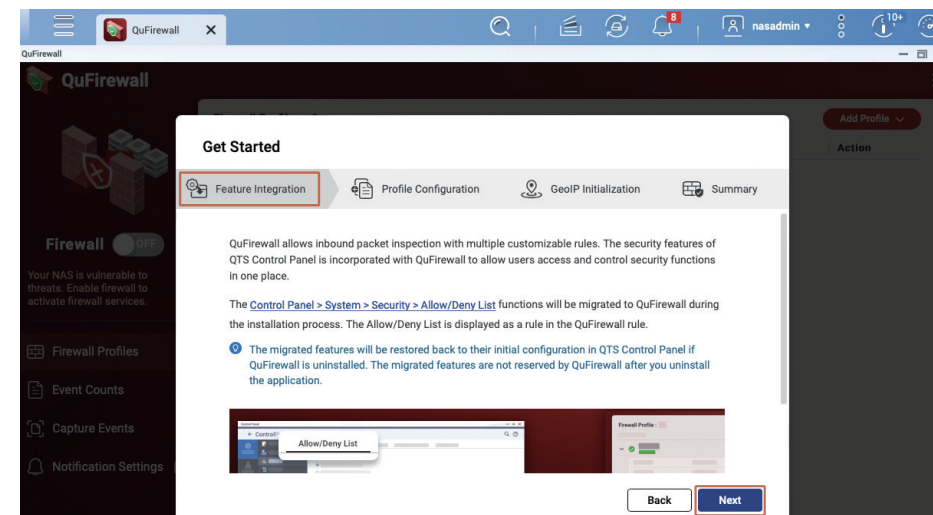 QuFirewall
8
nasadmin
10+
QuFirewall
QuFirewall
Add Profile
Action
Get Started
Feature Integration
Profile Configuration
GeoIP Initialization
Summary
Firewall OFF
Your NAS is vulnerable to
threats. Enable firewall to
activate firewall services.
Firewall Profiles
Event Counts
Capture Events
Notification Settings
QuFirewall allows inbound packet inspection with multiple customizable rules. The security features of
QTS Control Panel is incorporated with QuFirewall to allow users access and control security functions
in one place.
The Control Panel > System > Security > Allow/Deny List functions will be migrated to QuFirewall during
the installation process. The Allow/Deny List is displayed as a rule in the QuFirewall rule.
The migrated features will be restored back to their initial configuration in QTS Control Panel if
QuFirewall is uninstalled. The migrated features are not reserved by QuFirewall after you uninstall
the application.
Allow/Deny List
Firewall Profile :
Back
Next